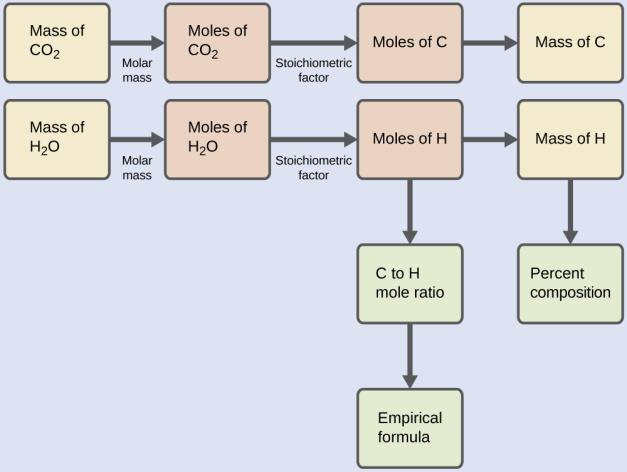 Mass of
CO₂
Molar
mass
Moles of
CO₂
Stoichiometric
factor
Moles of C
Mass of C
Mass of
H₂O
Molar
mass
Moles of
H₂O
Stoichiometric
factor
Moles of H
Mass of H
C to H
mole ratio
Percent
composition
Empirical
formula